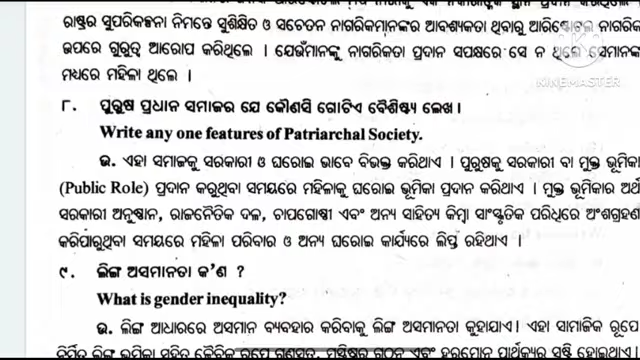 ରାଷ୍ଟ୍ରର ସୁପରିକଳ୍ପନା ନିମନ୍ତେ ସୁଶିକ୍ଷିତ ଓ ସଚେତନ ନାଗରିକମାନଙ୍କର ଆବଶ୍ୟକତା ଥିବାରୁ ଆରିଷ୍ଟୋଟଲ ନାଗରିକ
ଉପରେ ଗୁରୁତ୍ୱ ଆରୋପ କରିଥିଲେ । ଯେଉଁମାନଙ୍କୁ ନାଗରିକତା ପ୍ରଦାନ ସପକ୍ଷରେ ସେ ନ ଥିଲେ ସେମାନଙ୍କ
ମଧ୍ୟରେ ମହିଳା ଥିଲେ ।
KINEMASTER
୮. ପୁରୁଷ ପ୍ରଧାନ ସମାଜର ଯେ କୌଣସି ଗୋଟିଏ ବୈଶିଷ୍ଟ୍ୟ ଲେଖ ।
Write any one features of Patriarchal Society.
ଉ. ଏହା ସମାଜକୁ ସରକାରୀ ଓ ଘରୋଇ ଭାବେ ବିଭକ୍ତ କରିଥାଏ । ପୁରୁଷକୁ ସରକାରୀ ବା ମୁକ୍ତ ଭୂମିକା
(Public Role) ପ୍ରଦାନ କରୁଥିବା ସମୟରେ ମହିଳାକୁ ଘରୋଇ ଭୂମିକା ପ୍ରଦାନ କରିଥାଏ । ମୁକ୍ତ ଭୂମିକାର ଅର୍ଥ
ସରକାରୀ ଅନୁଷ୍ଠାନ, ରାଜନୈତିକ ଦଳ, ଚାପଗୋଷ୍ଠୀ ଏବଂ ଅନ୍ୟ ସାହିତ୍ୟ କିମ୍ବା ସାଂସ୍କୃତିକ ପରିଧିରେ ଅଂଶଗ୍ରହଣ
କରିପାରୁଥିବା ସମୟରେ ମହିଳା ପରିବାର ଓ ଅନ୍ୟ ଘରୋଇ କାର୍ଯ୍ୟରେ ଲିପ୍ତ ରହିଥାଏ ।
୯. ଲିଙ୍ଗ ଅସମାନତା କ'ଣ ?
What is gender inequality?
ଉ. ଲିଙ୍ଗ ଆଧାରରେ ଅସମାନ ବ୍ୟବହାର କରିବାକୁ ଲିଙ୍ଗ ଅସମାନତା କୁହାଯାଏ । ଏହା ସାମାଜିକ ରୂପେ